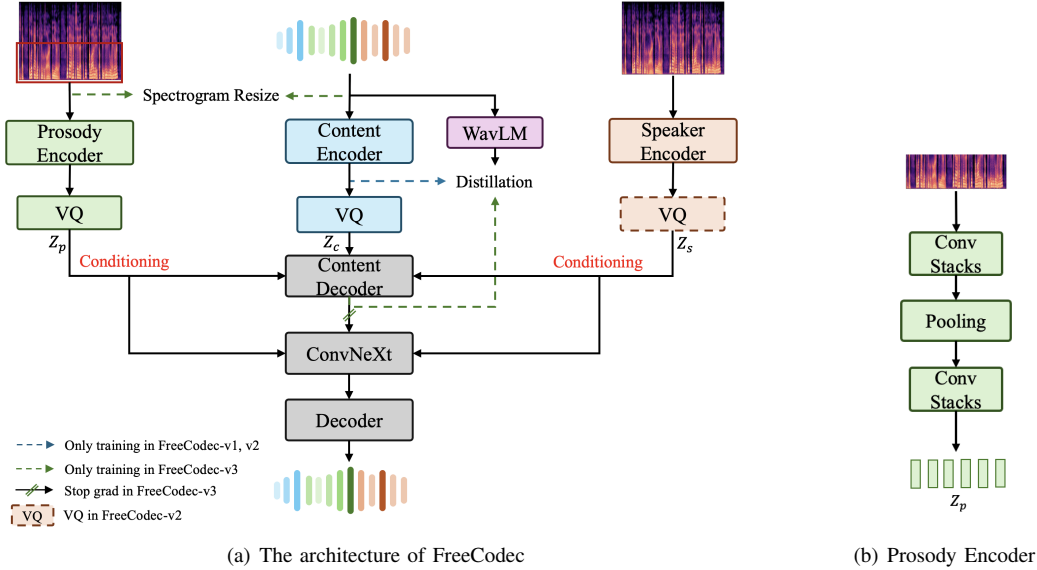 Spectrogram Resize
Prosody
Encoder
Content
Encoder
WavLM
Speaker
Encoder
Distillation
VQ
VQ
VQ
Z_p
Z_c
Z_s
Conditioning
Content
Decoder
Conditioning
ConvNeXt
Decoder
Only training in FreeCodec-v1, v2
Only training in FreeCodec-v3
Stop grad in FreeCodec-v3
VQ VQ in FreeCodec-v2
(a) The architecture of FreeCodec
Conv
Stacks
Pooling
Conv
Stacks
Z_p
(b) Prosody Encoder